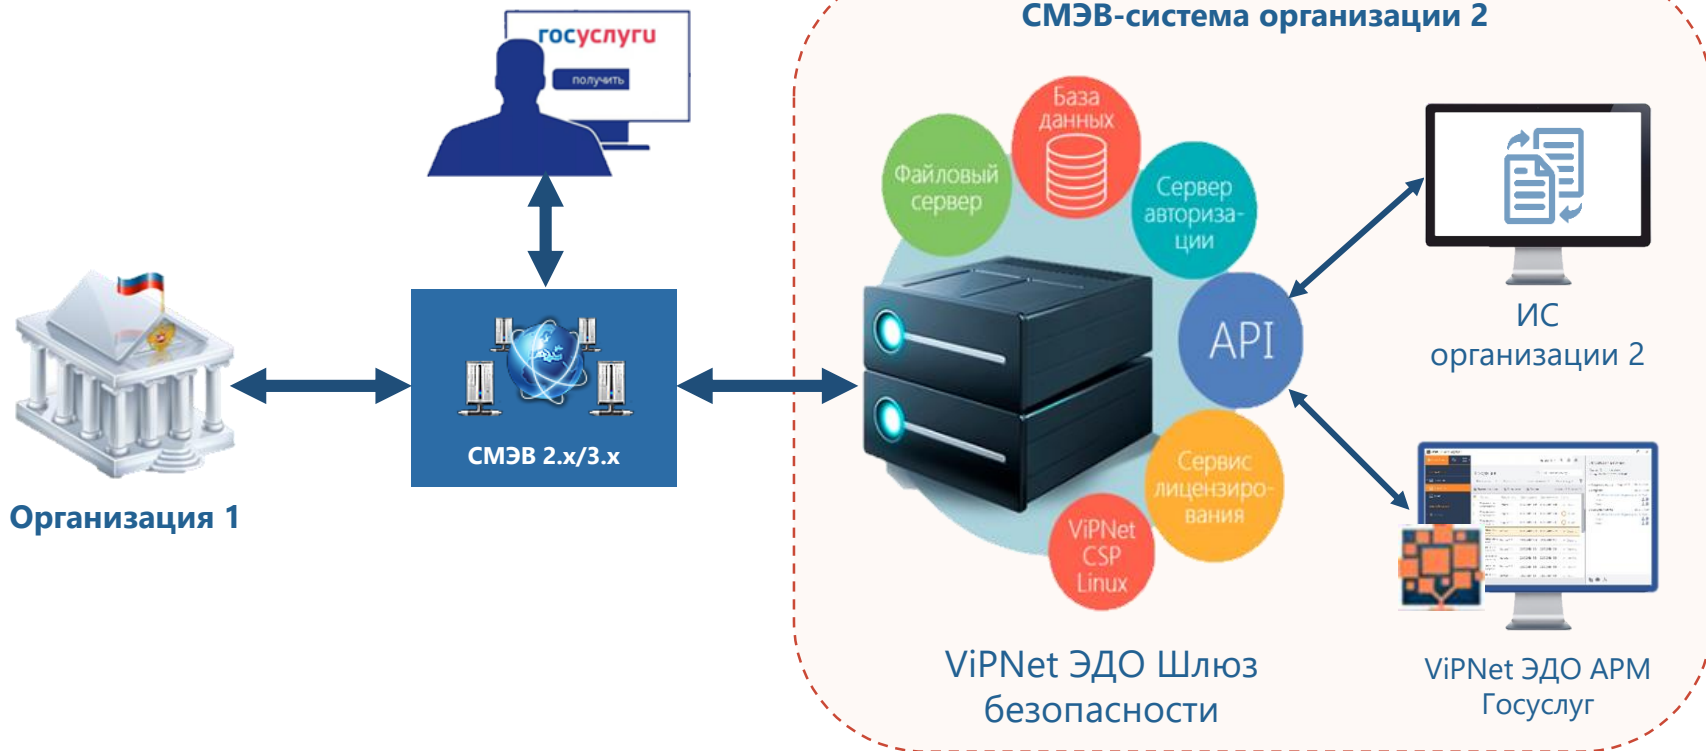 СМЭВ-система организации 2
госуслуги
получить
База
данных
Файловый
сервер
Сервер
авториза-
ции
API
ИС
организации 2
СМЭВ 2.x/3.x
Организация 1
Сервис
лицензиро-
вания
ViPNet
CSP
Linux
ViPNet ЭДО Шлюз
безопасности
ViPNet ЭДО АРМ
Госуслуг